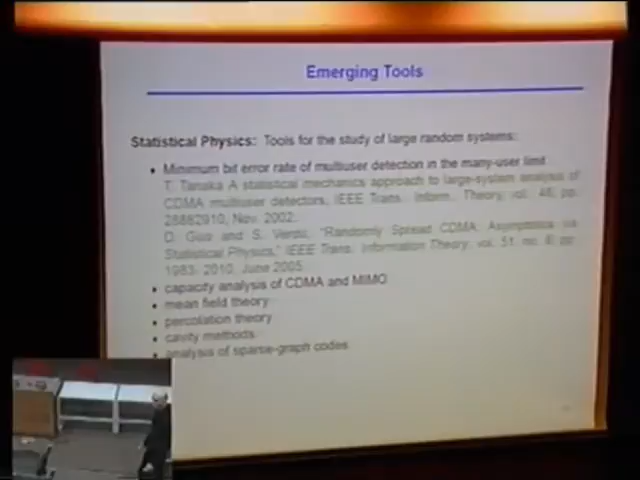 Emerging Tools
Statistical Physics: Tools for the study of large random systems:
• Minimum bit error rate of multiuser detection in the many-user limit
T. Tanaka A statistical mechanics approach to large-system analysis of
CDMA multiuser detectors, IEEE Trans. Inform. Theory, vol. 48, pp.
28882910, Nov. 2002.
D. Guo and S. Verdú, "Randomly Spread CDMA: Asymptotics via
Statistical Physics," IEEE Trans. Information Theory, vol. 51, no. 6, pp.
1983- 2010, June 2005
• capacity analysis of CDMA and MIMO
• mean field theory
• percolation theory
• cavity methods
• analysis of sparse-graph codes